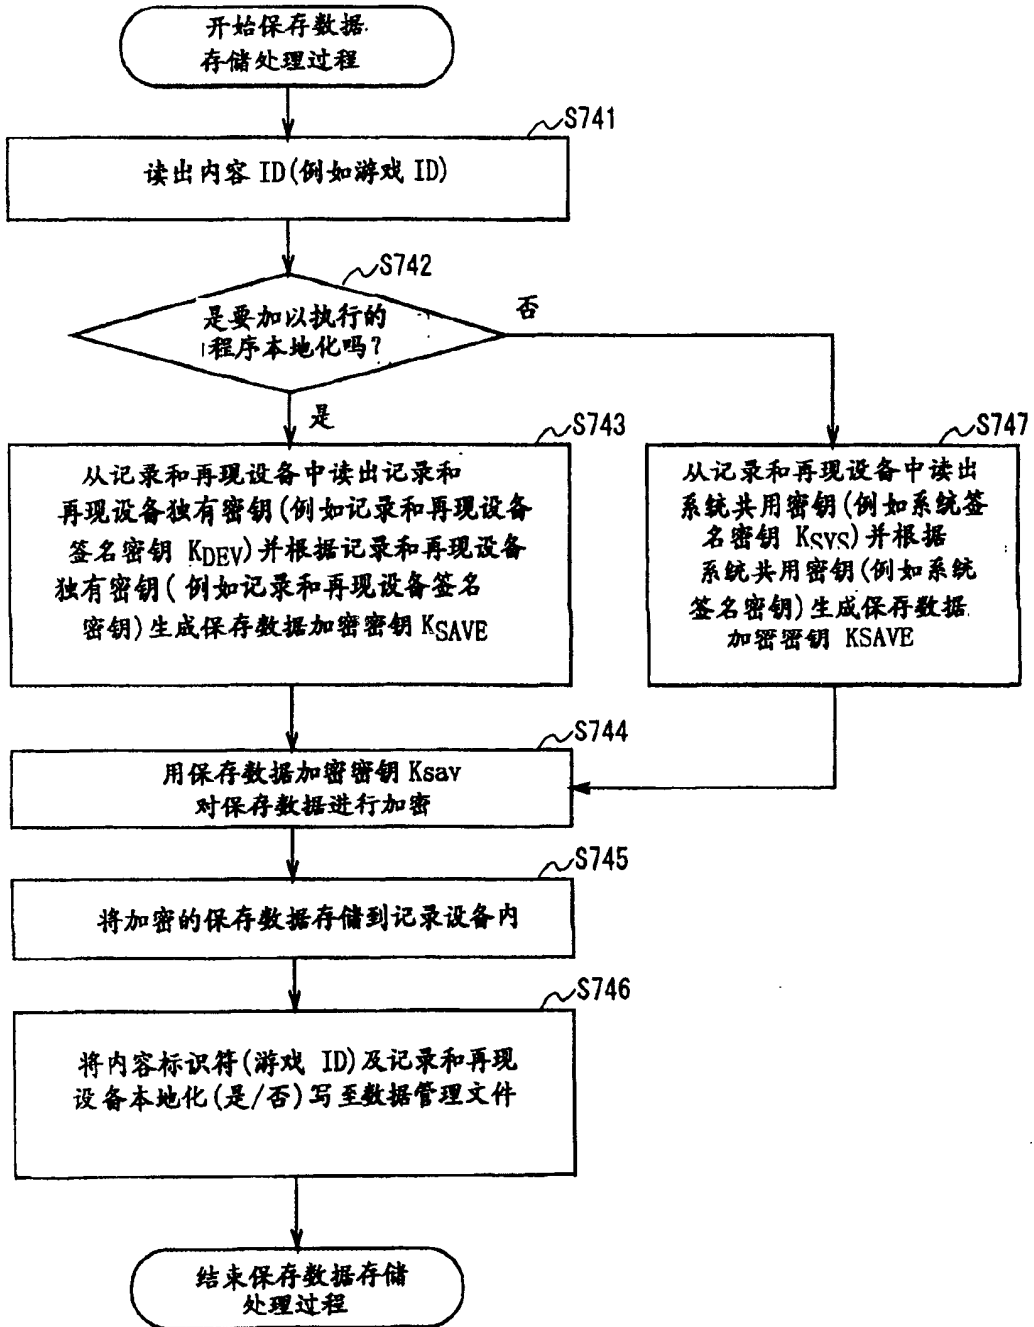 开始保存数据
存储处理过程
S741
读出内容 ID(例如游戏 ID)
S742
是要加以执行的
程序本地化吗?
否
是
S743
从记录和再现设备中读出记录和
再现设备独有密钥(例如记录和再现设备
签名密钥 KDEV)并根据记录和再现设备
独有密钥( 例如记录和再现设备签名
密钥)生成保存数据加密密钥 KSAVE
S747
从记录和再现设备中读出
系统共用密钥(例如系统签
名密钥 KSYS)并根据
系统共用密钥(例如系统
签名密钥)生成保存数据
加密密钥 KSAVE
S744
用保存数据加密密钥 Ksav
对保存数据进行加密
S745
将加密的保存数据存储到记录设备内
S746
将内容标识符(游戏 ID)及记录和再现
设备本地化(是/否)写至数据管理文件
结束保存数据存储
处理过程